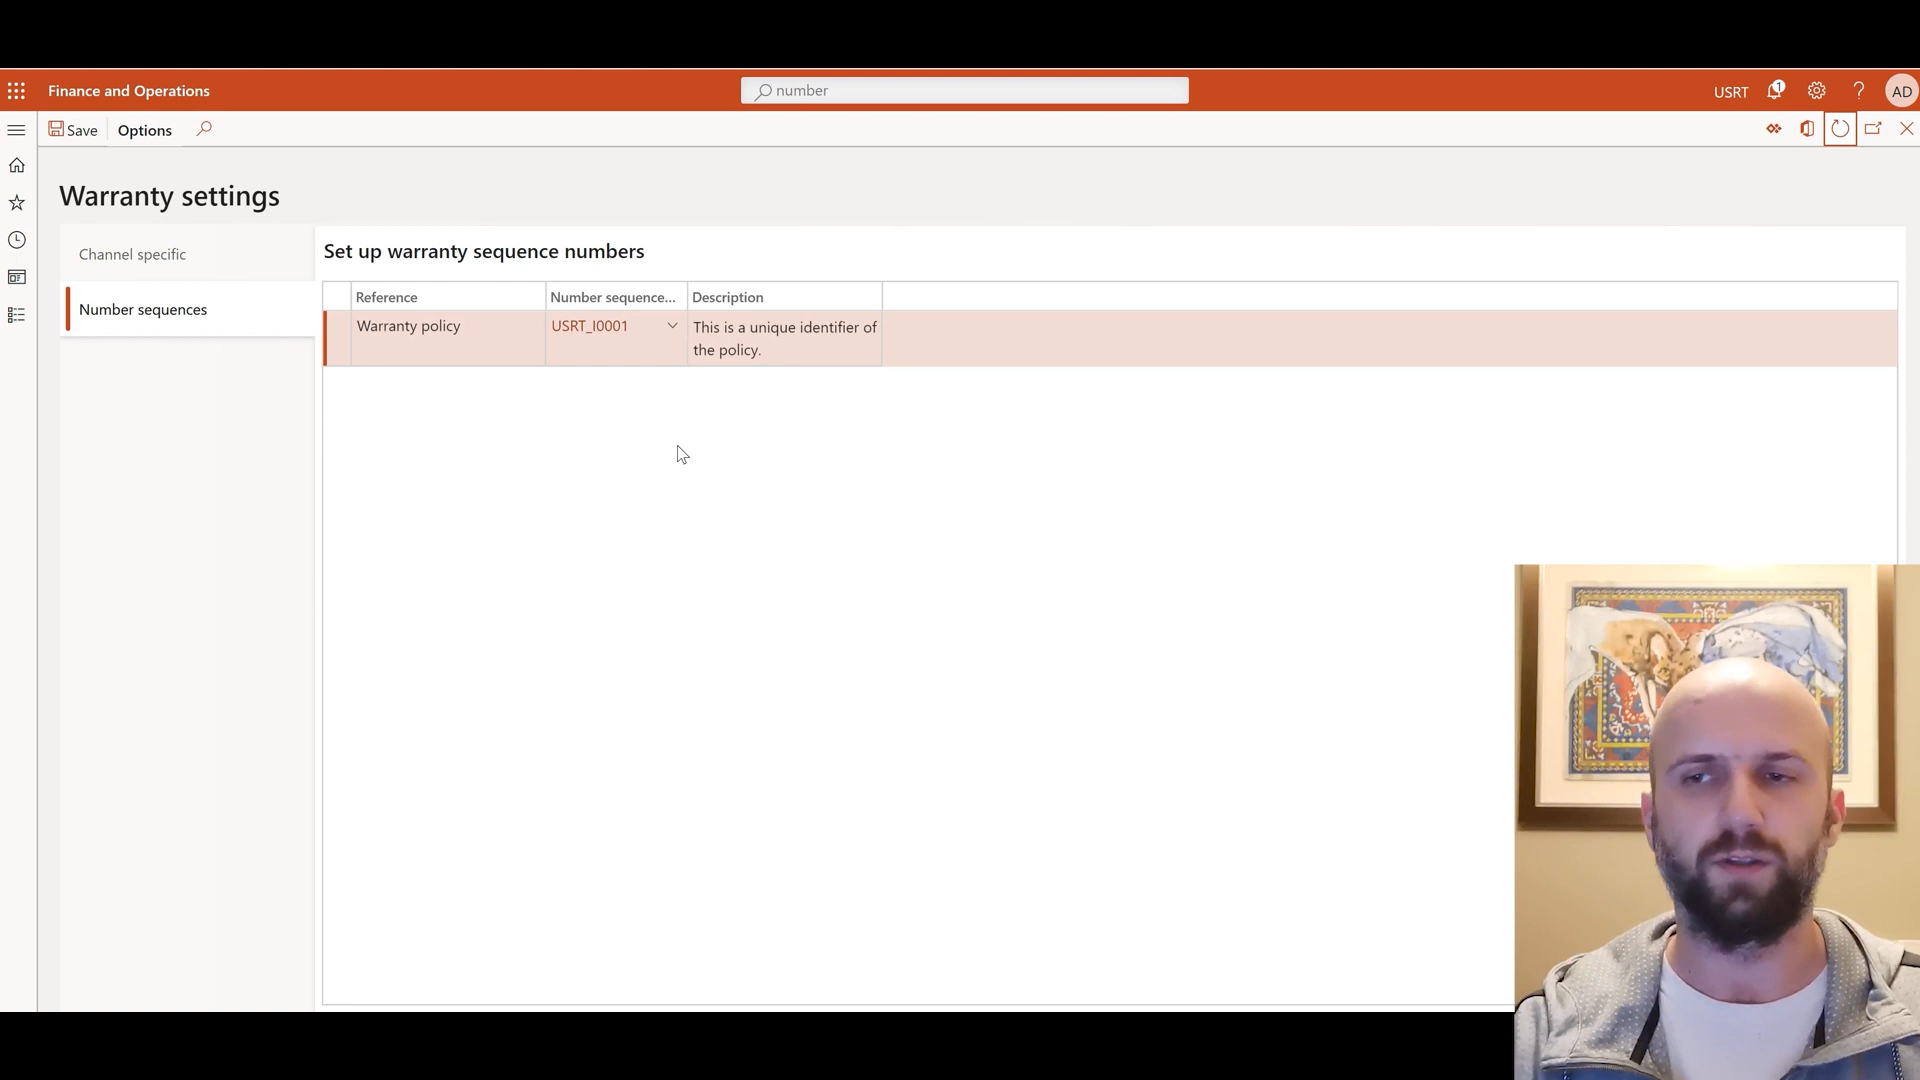 Finance and Operations
number
USRT
1
?
AD
Save
Options
Warranty settings
Channel specific
Number sequences
Set up warranty sequence numbers
Reference
Number sequence...
Description
Warranty policy
USRT_I0001
This is a unique identifier of
the policy.